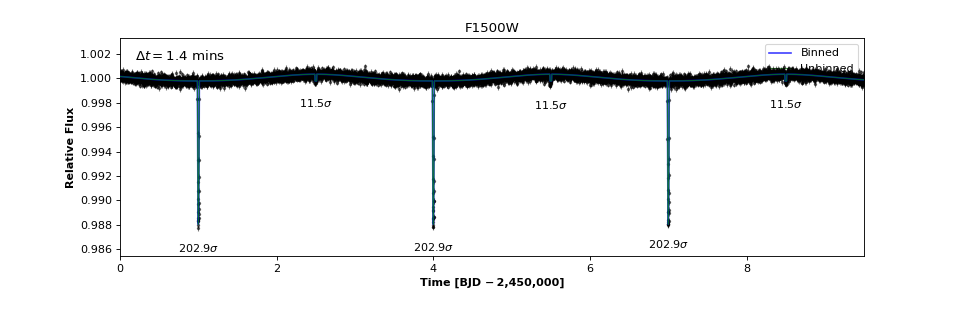 F1500W
Δt = 1.4 mins
Binned
Unbinned
1.002
1.000
0.998
0.996
0.994
0.992
0.990
0.988
0.986
Relative Flux
11.5σ
11.5σ
11.5σ
202.9σ
202.9σ
202.9σ
0 2 4 6 8
Time [BJD − 2,450,000]